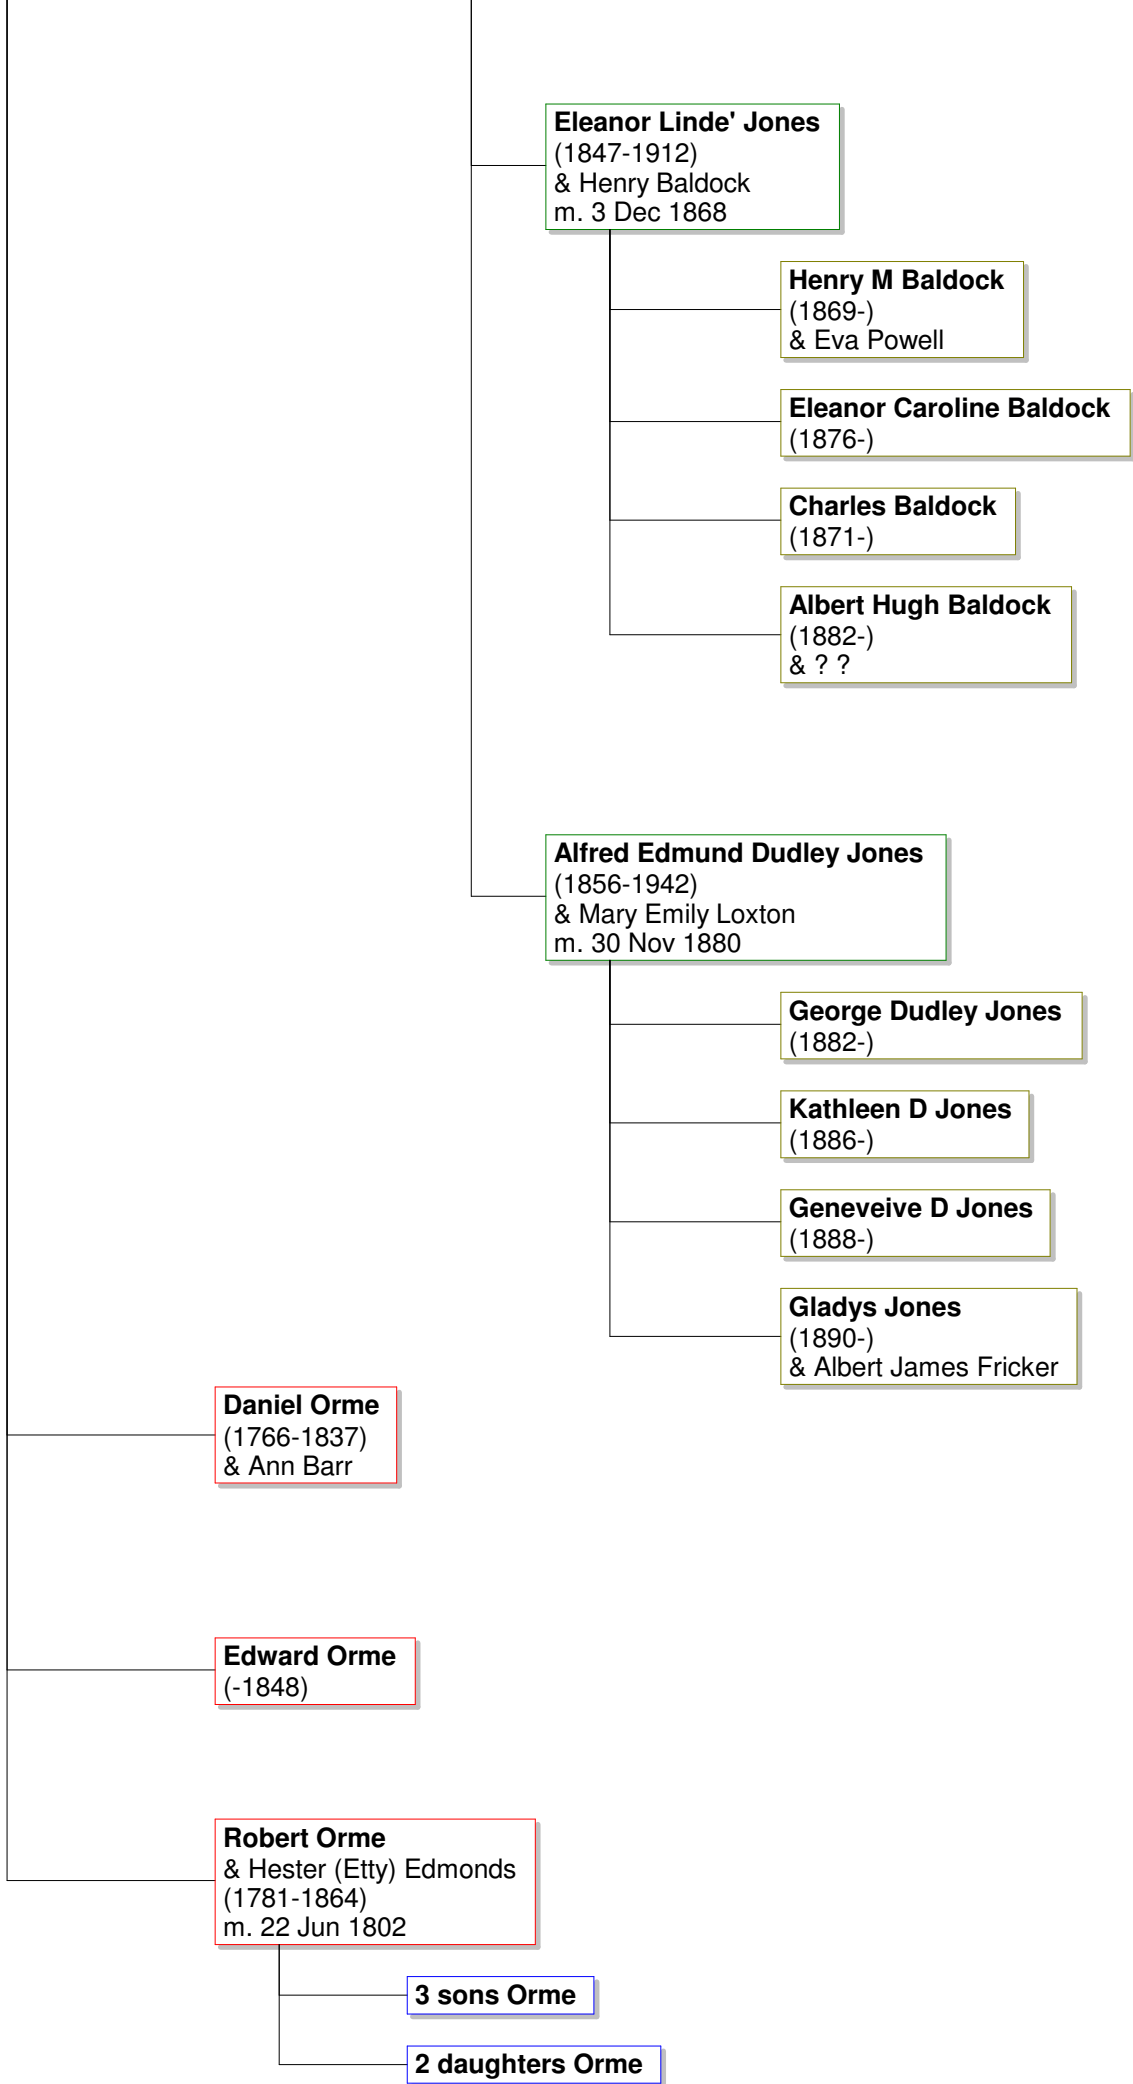 Eleanor Linde' Jones
(1847-1912)
& Henry Baldock
m. 3 Dec 1868
Henry M Baldock
(1869-)
& Eva Powell
Eleanor Caroline Baldock
(1876-)
Charles Baldock
(1871-)
Albert Hugh Baldock
(1882-)
& ? ?
Alfred Edmund Dudley Jones
(1856-1942)
& Mary Emily Loxton
m. 30 Nov 1880
George Dudley Jones
(1882-)
Kathleen D Jones
(1886-)
Geneveive D Jones
(1888-)
Gladys Jones
(1890-)
& Albert James Fricker
Daniel Orme
(1766-1837)
& Ann Barr
Edward Orme
(-1848)
Robert Orme
& Hester (Etty) Edmonds
(1781-1864)
m. 22 Jun 1802
3 sons Orme
2 daughters Orme